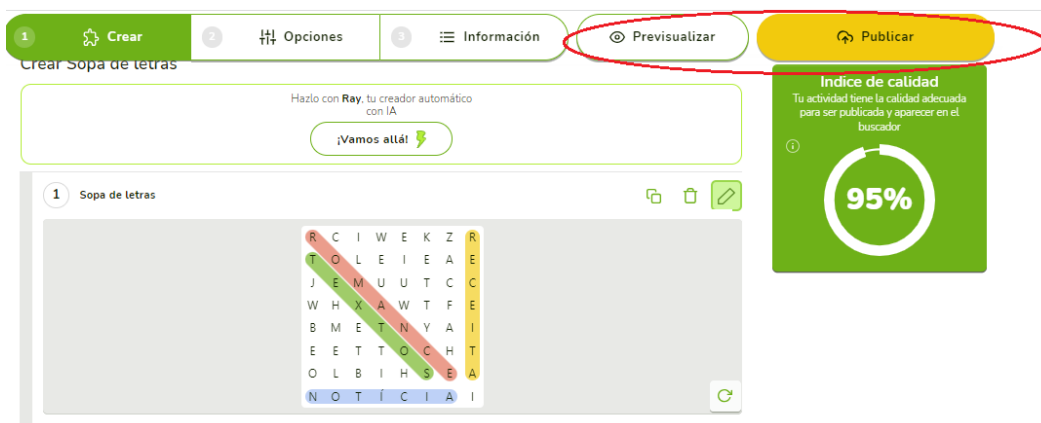 1 Crear 2 Opciones 3 Información Previsualizar Publicar
Crear Sopa de letras
Hazlo con Ray, tu creador automático
con IA
¡Vamos allá!
1 Sopa de letras
R C I W E K Z R
T O L E I E A E
J E M U U T C C
W H X A W T F E
B M E T N Y A I
E E T T O C H T
O L B I H S E A
N O T Í C I A I
Indice de calidad
Tu actividad tiene la calidad adecuada
para ser publicada y aparecer en el
buscador
95%